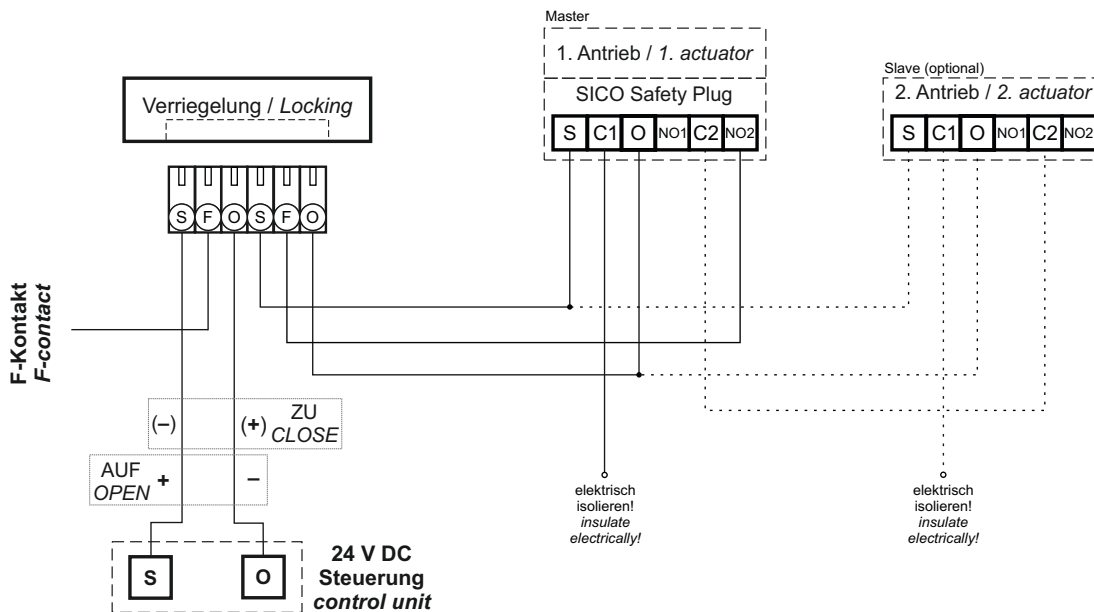 Master
1. Antrieb / 1. actuator
SICO Safety Plug
S C1 O NO1 C2 NO2
Slave (optional)
2. Antrieb / 2. actuator
S C1 O NO1 C2 NO2
Verriegelung / Locking
S F O S F O
F-Kontakt
F-contact
(–) (+) ZU
CLOSE
AUF
OPEN + –
elektrisch
isolieren!
insulate
electrically!
elektrisch
isolieren!
insulate
electrically!
S O
24 V DC
Steuerung
control unit